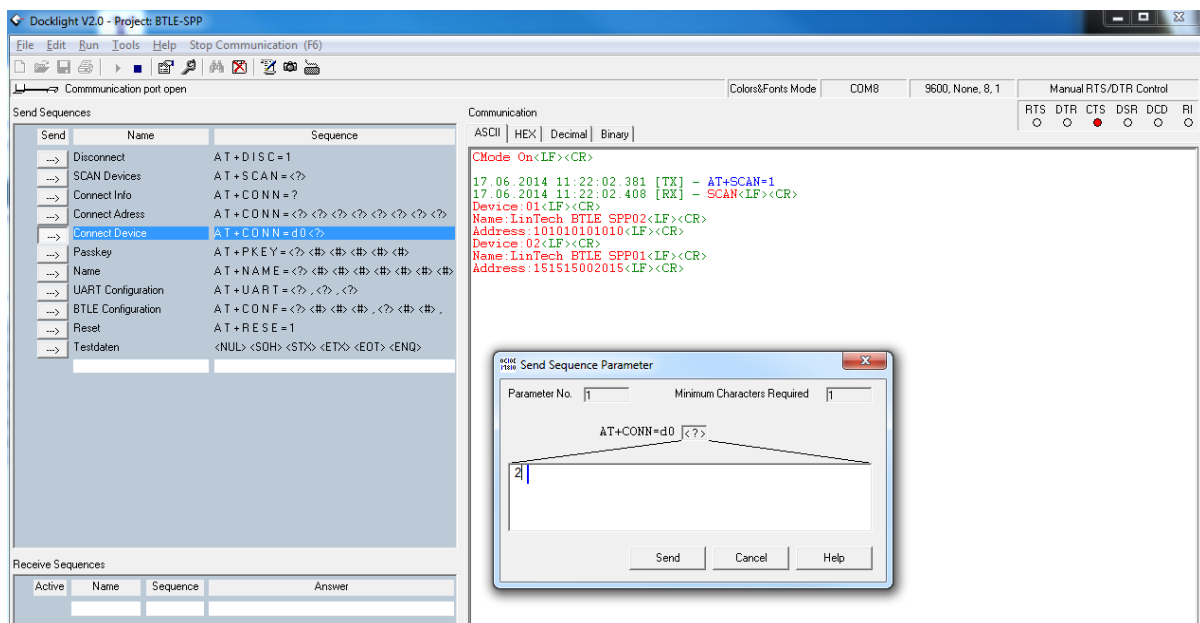 Docklight V2.0 - Project: BTLE-SPP
File Edit Run Tools Help Stop Communication (F6)
Commmunication port open Colors&Fonts Mode COM8 9600, None, 8, 1 Manual RTS/DTR Control
RTS DTR CTS DSR DCD RI
Send Sequences
Send Name Sequence
---> Disconnect AT+DISC=1
---> SCAN Devices AT+SCAN=<?>
---> Connect Info AT+CONN=?
---> Connect Adress AT+CONN=<?><?><?><?><?><?><?><?>
---> Connect Device AT+CONN=d0<?>
---> Passkey AT+PKEY=<?><#><#><#><#><#>
---> Name AT+NAME=<?><#><#><#><#><#><#><#>
---> UART Configuration AT+UART=<?>,<?>,<?>
---> BTLE Configuration AT+CONF=<?><#><#><#>,<?><#><#>,
---> Reset AT+RESE=1
---> Testdaten <NUL><SOH><STX><ETX><EOT><ENQ>
Communication
ASCII HEX Decimal Binary
CMode On<LF><CR>
17.06.2014 11:22:02.381 [TX] - AT+SCAN=1
17.06.2014 11:22:02.408 [RX] - SCAN<LF><CR>
Device:01<LF><CR>
Name:LinTech BTLE SPP02<LF><CR>
Address:101010101010<LF><CR>
Device:02<LF><CR>
Name:LinTech BTLE SPP01<LF><CR>
Address:151515002015<LF><CR>
Send Sequence Parameter
Parameter No. 1 Minimum Characters Required 1
AT+CONN=d0 <?>
2
Send Cancel Help
Receive Sequences
Active Name Sequence Answer